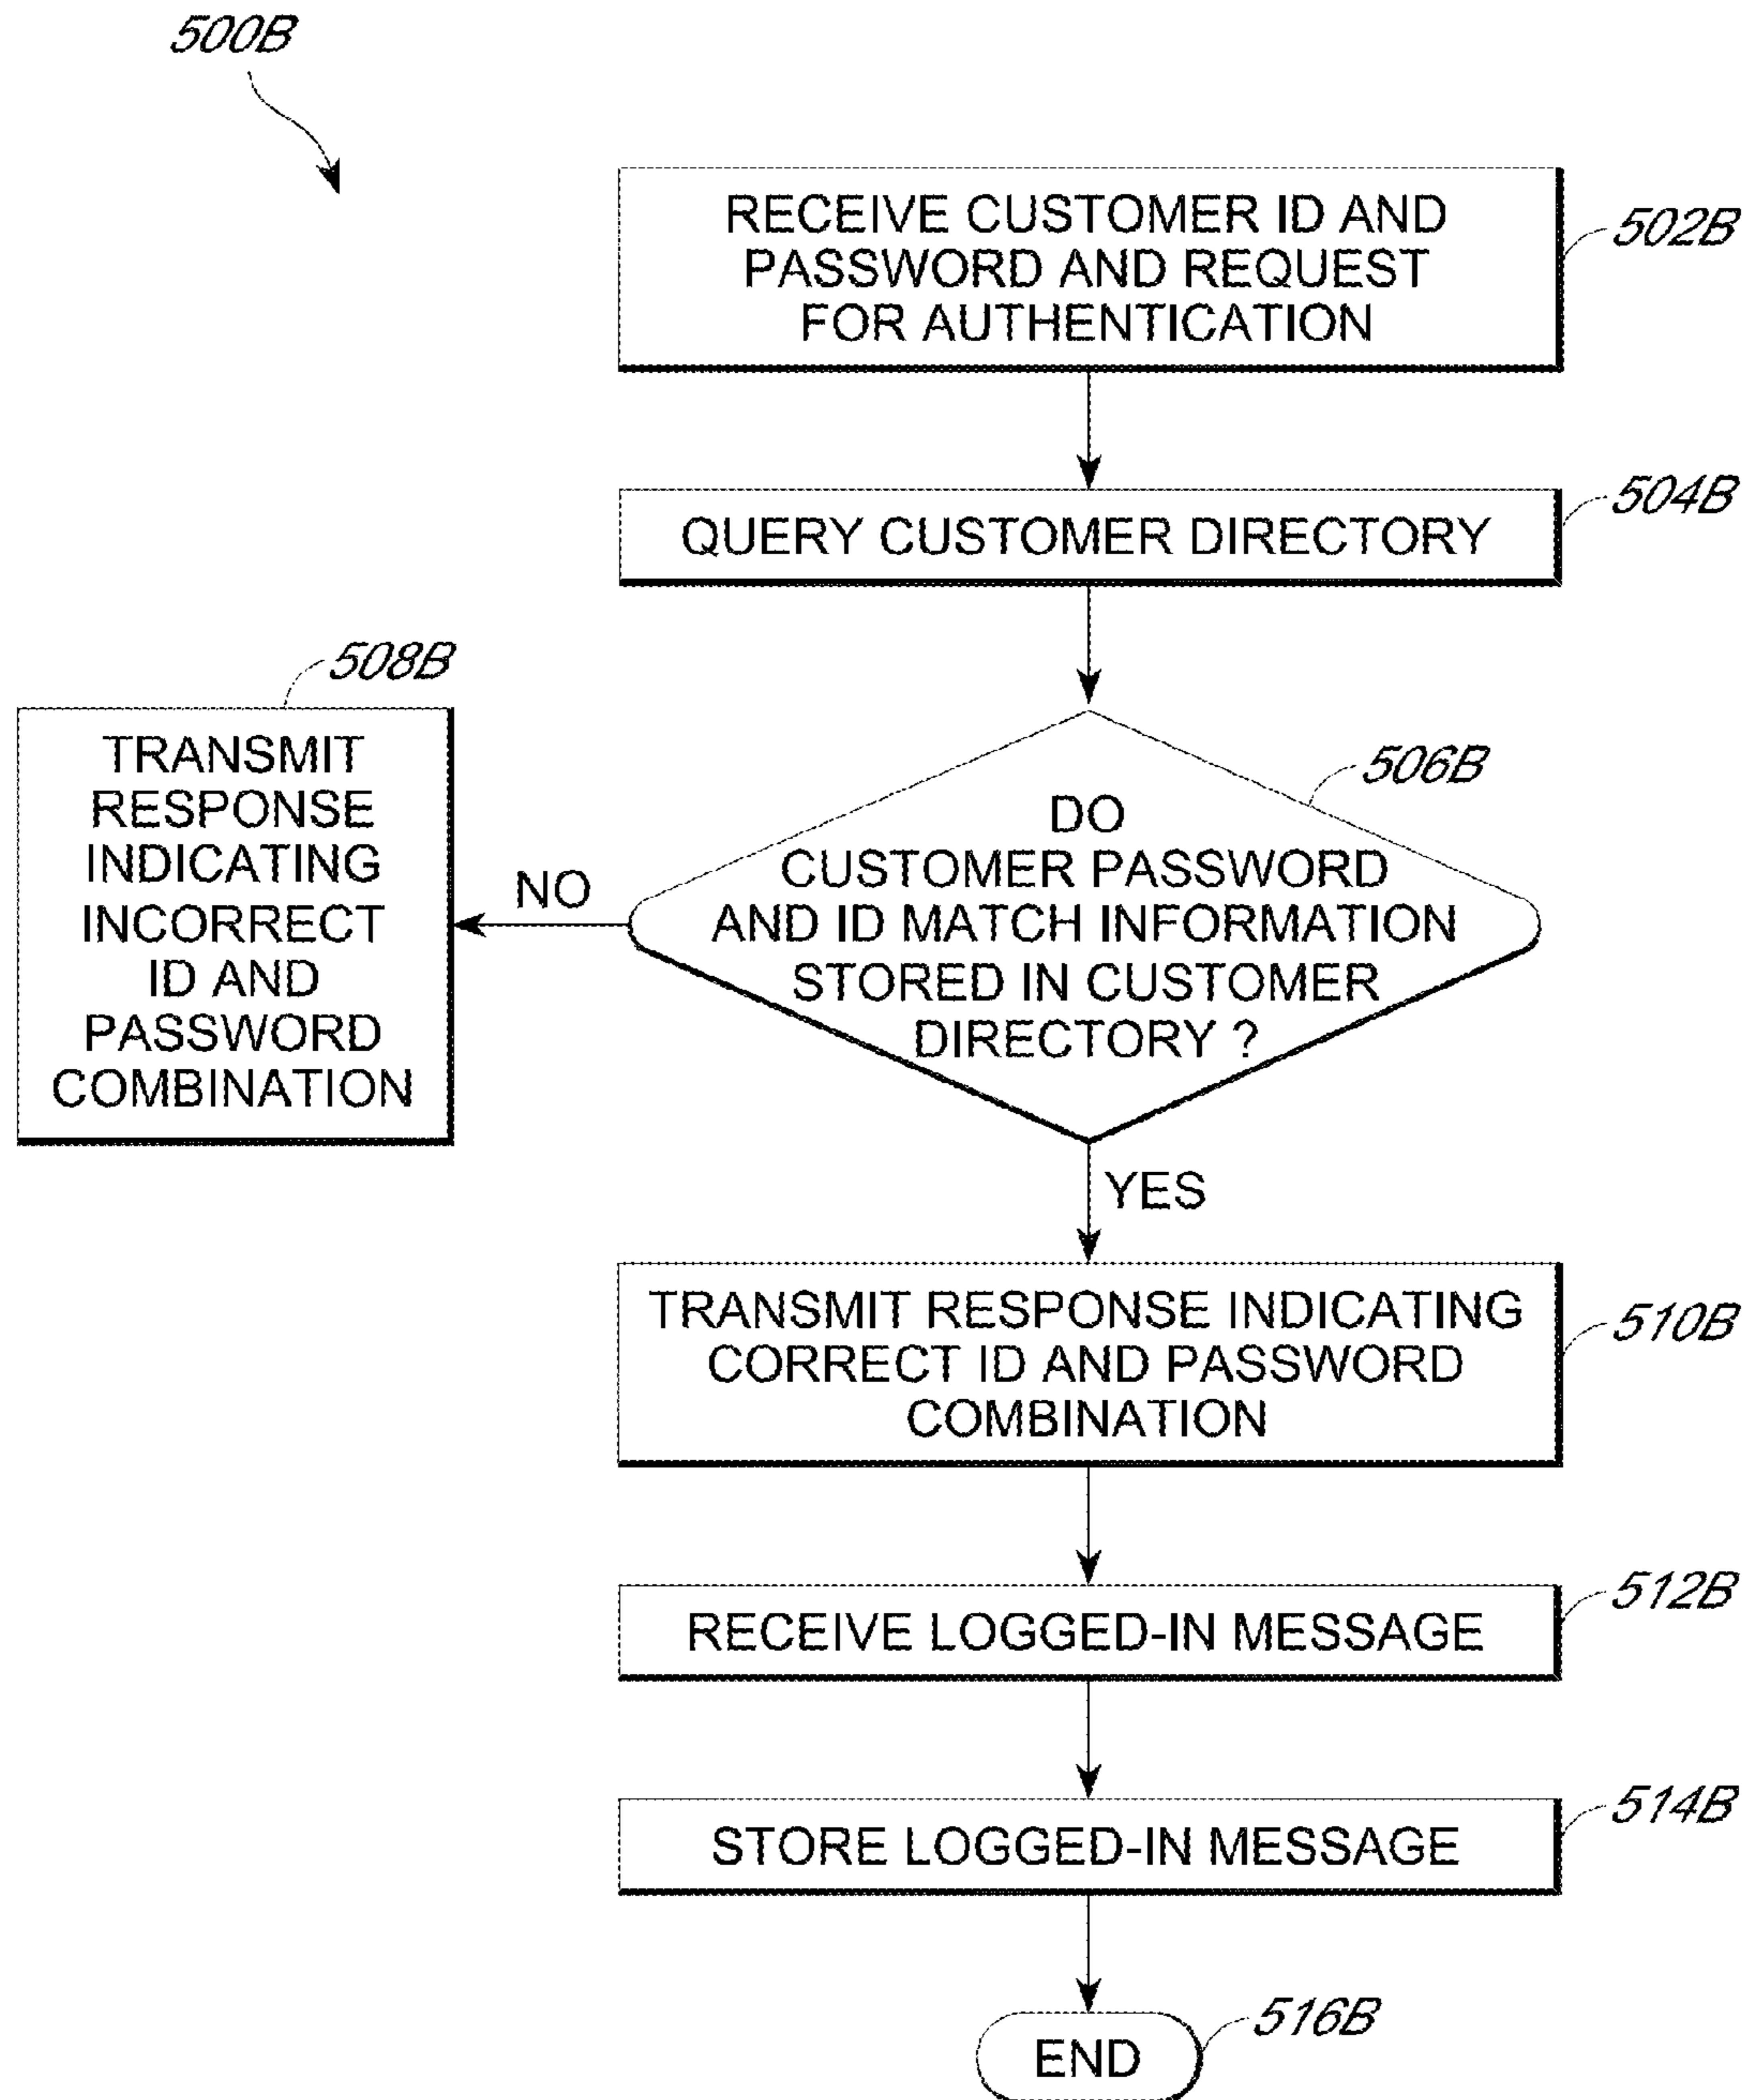 500B
RECEIVE CUSTOMER ID AND
PASSWORD AND REQUEST
FOR AUTHENTICATION
502B
QUERY CUSTOMER DIRECTORY
504B
508B
TRANSMIT
RESPONSE
INDICATING
INCORRECT
ID AND
PASSWORD
COMBINATION
NO
506B
DO
CUSTOMER PASSWORD
AND ID MATCH INFORMATION
STORED IN CUSTOMER
DIRECTORY ?
YES
TRANSMIT RESPONSE INDICATING
CORRECT ID AND PASSWORD
COMBINATION
510B
RECEIVE LOGGED-IN MESSAGE
512B
STORE LOGGED-IN MESSAGE
514B
END
516B